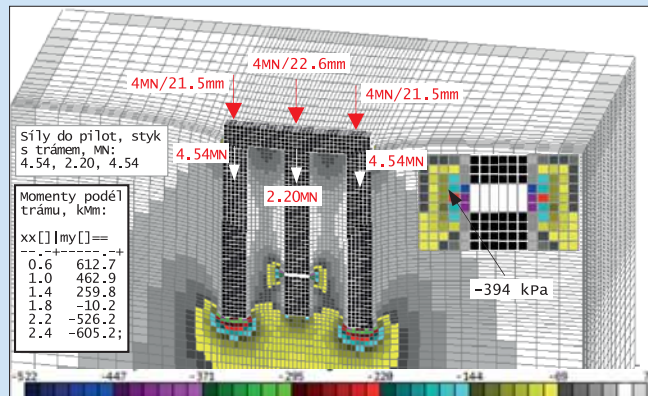 4MN/22.6mm
4MN/21.5mm
4MN/21.5mm
Síly do pilot, styk
s trámem, MN:
4.54, 2.20, 4.54
4.54MN
4.54MN
2.20MN
Momenty podél
trámu, kMm:
xx[]|my[]==
--.-+-----.-+
0.6 612.7
1.0 462.9
1.4 259.8
1.8 -10.2
2.2 -526.2
2.4 -605.2;
-394 kPa
-522 -447 -371 -295 -220 -144 -69